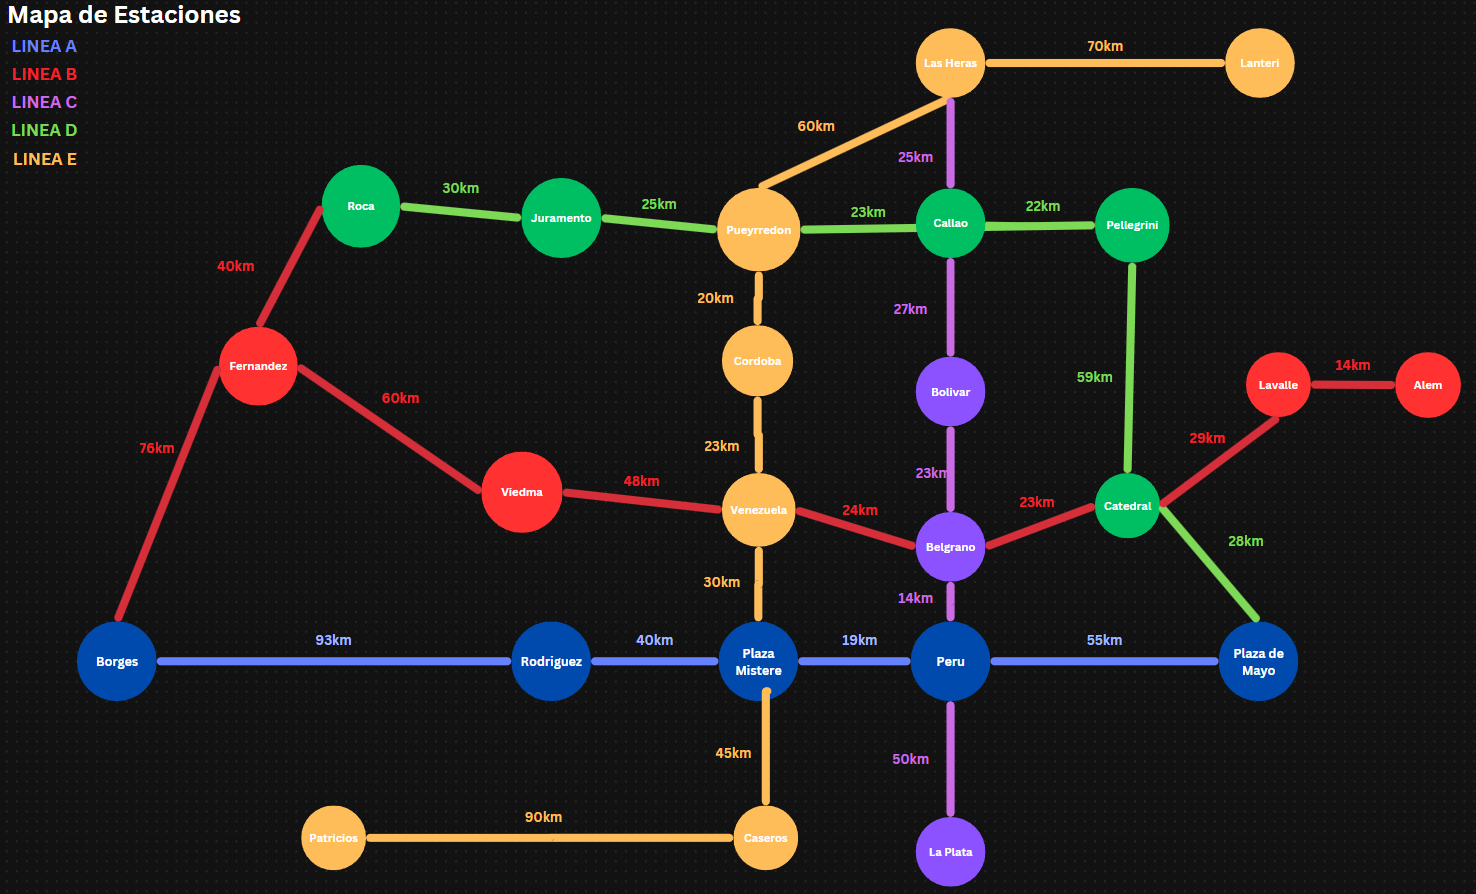 Mapa de Estaciones
LINEA A
LINEA B
LINEA C
LINEA D
LINEA E
70km
Las Heras
Lanteri
60km
25km
30km
25km
23km
22km
Roca
Juramento
Pueyrredon
Callao
Pellegrini
40km
20km
27km
Fernandez
Cordoba
59km
Bolivar
14km
Lavalle
Alem
60km
76km
23km
29km
48km
23km
Viedma
24km
23km
Venezuela
Catedral
Belgrano
28km
30km
14km
93km
40km
19km
55km
Borges
Rodriguez
Plaza
Mistere
Peru
Plaza de
Mayo
45km
50km
90km
Patricios
Caseros
La Plata